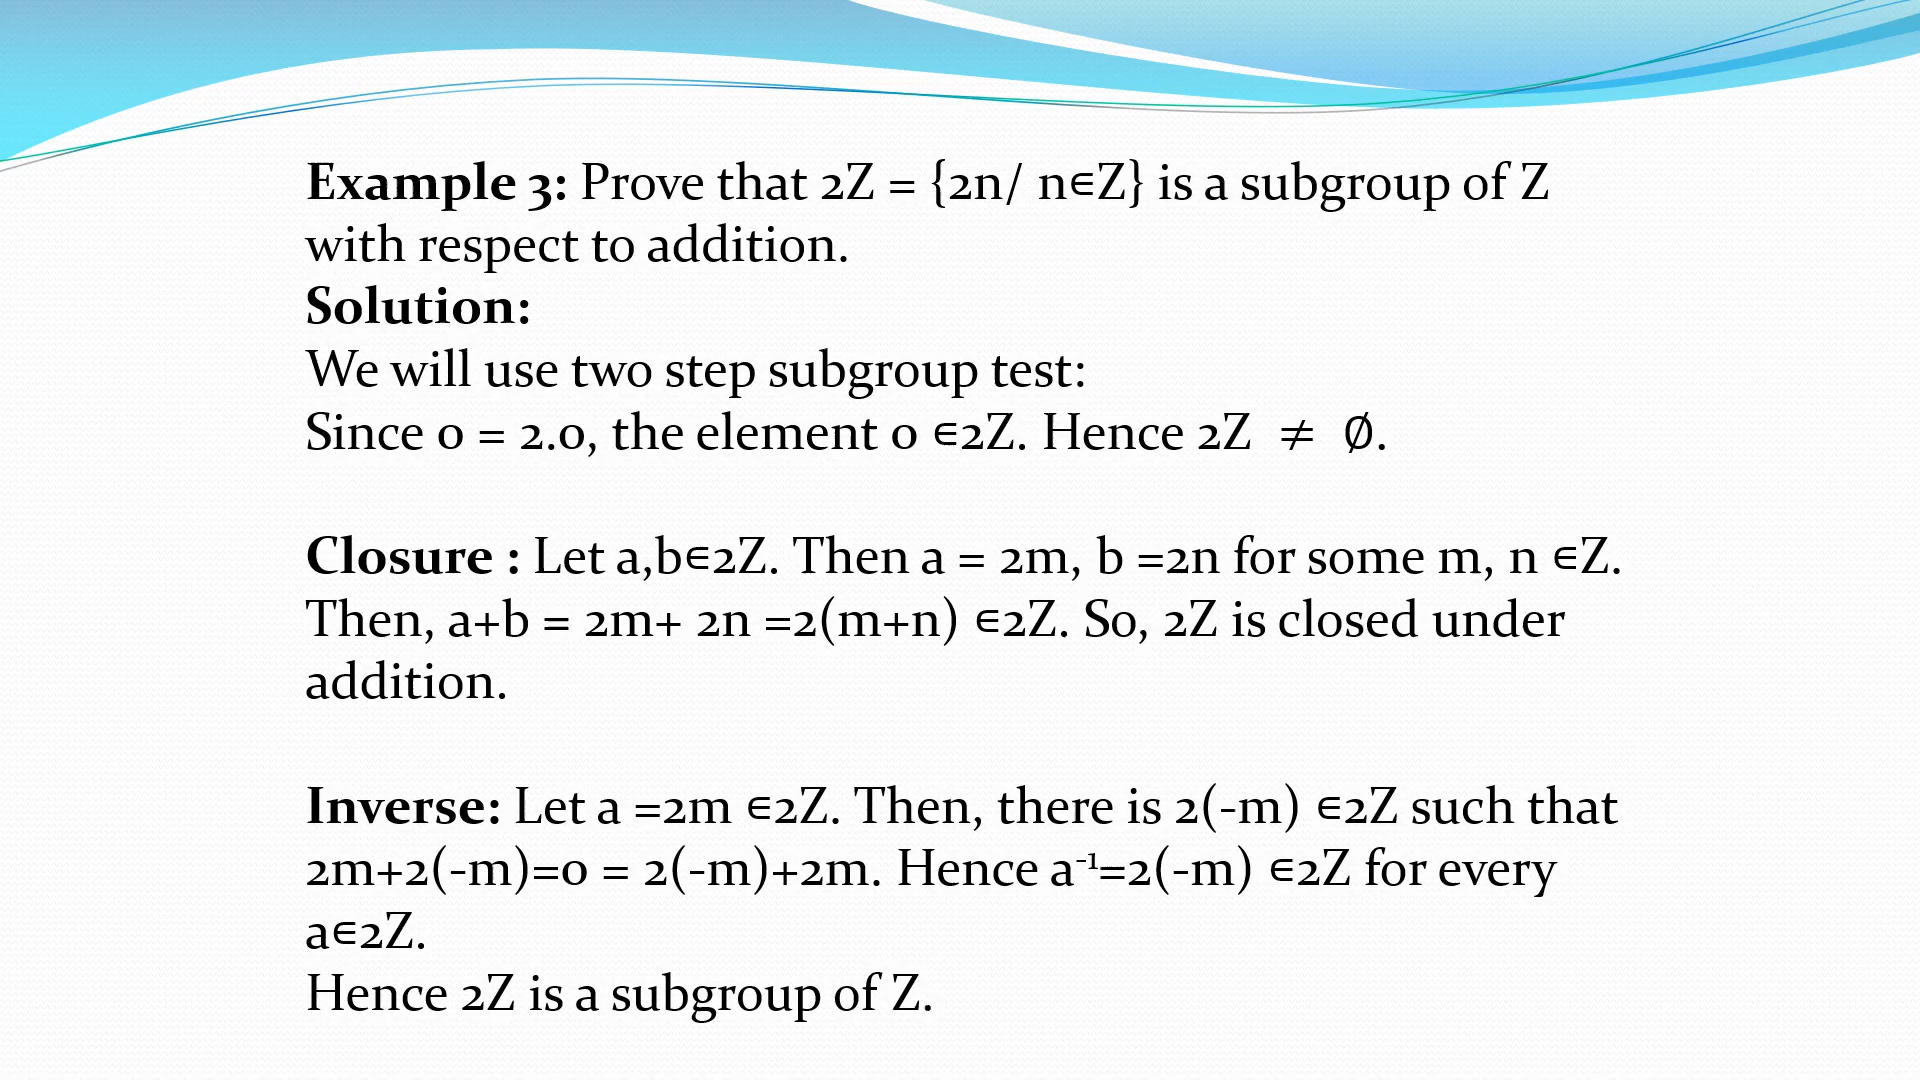 Example 3: Prove that 2Z = {2n/ n∈Z} is a subgroup of Z
with respect to addition.
Solution:
We will use two step subgroup test:
Since 0 = 2.0, the element 0 ∈2Z. Hence 2Z ≠ ∅.
Closure : Let a,b∈2Z. Then a = 2m, b =2n for some m, n ∈Z.
Then, a+b = 2m+ 2n =2(m+n) ∈2Z. So, 2Z is closed under
addition.
Inverse: Let a =2m ∈2Z. Then, there is 2(-m) ∈2Z such that
2m+2(-m)=0 = 2(-m)+2m. Hence a⁻¹=2(-m) ∈2Z for every
a∈2Z.
Hence 2Z is a subgroup of Z.